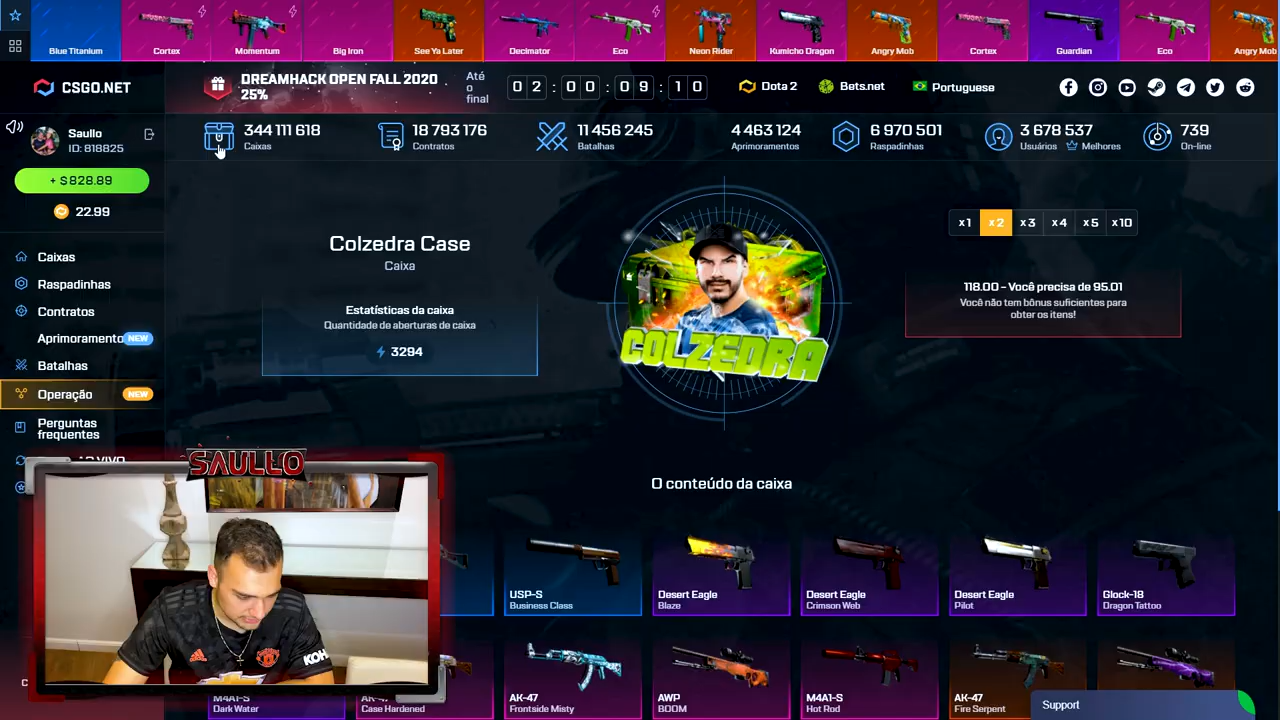 Blue Titanium
Cortex
Momentum
Big Iron
See Ya Later
Decimator
Eco
Neon Rider
Kumicho Dragon
Angry Mob
Cortex
Guardian
Eco
Angry Mob
CSGO.NET
DREAMHACK OPEN FALL 2020
25%
Até
o
final
02:00:09:10
Dota 2
Bets.net
Portuguese
Saullo
ID: 818825
+ $828.89
22.99
344 111 618
Caixas
18 793 176
Contratos
11 456 245
Batalhas
4 463 124
Aprimoramentos
6 970 501
Raspadinhas
3 678 537
Usuários
Melhores
739
On-line
Caixas
Raspadinhas
Contratos
Aprimoramento NEW
Batalhas
Operação NEW
Perguntas
frequentes
AO VIVO
Colzedra Case
Caixa
Estatísticas da caixa
Quantidade de aberturas de caixa
3294
COLZEDRA
x1 x2 x3 x4 x5 x10
118.00 - Você precisa de 95.01
Você não tem bônus suficientes para
obter os itens!
O conteúdo da caixa
USP-S
Business Class
Desert Eagle
Blaze
Desert Eagle
Crimson Web
Desert Eagle
Pilot
Glock-18
Dragon Tattoo
M4A1-S
Dark Water
AK-47
Case Hardened
AK-47
Frontside Misty
AWP
BOOM
M4A1-S
Hot Rod
AK-47
Fire Serpent
Support
SAULLO
KOHL